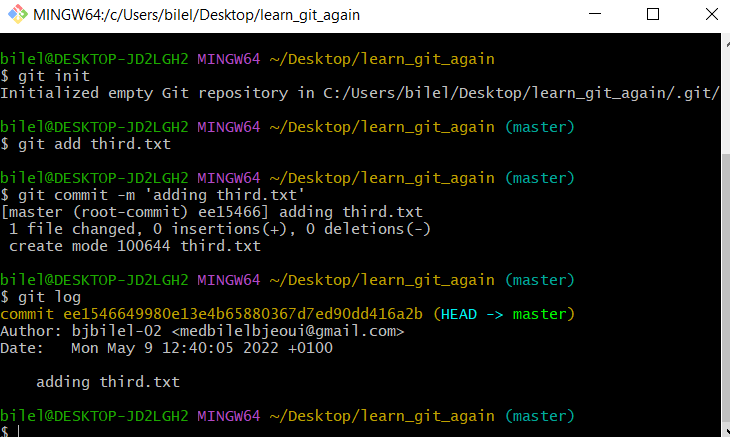 MINGW64:/c/Users/bilel/Desktop/learn_git_again
bilel@DESKTOP-JD2LGH2 MINGW64 ~/Desktop/learn_git_again
$ git init
Initialized empty Git repository in C:/Users/bilel/Desktop/learn_git_again/.git/
bilel@DESKTOP-JD2LGH2 MINGW64 ~/Desktop/learn_git_again (master)
$ git add third.txt
bilel@DESKTOP-JD2LGH2 MINGW64 ~/Desktop/learn_git_again (master)
$ git commit -m 'adding third.txt'
[master (root-commit) ee15466] adding third.txt
 1 file changed, 0 insertions(+), 0 deletions(-)
 create mode 100644 third.txt
bilel@DESKTOP-JD2LGH2 MINGW64 ~/Desktop/learn_git_again (master)
$ git log
commit ee1546649980e13e4b65880367d7ed90dd416a2b (HEAD -> master)
Author: bjbilel-02 <medbilelbjeoui@gmail.com>
Date:   Mon May 9 12:40:05 2022 +0100
    adding third.txt
bilel@DESKTOP-JD2LGH2 MINGW64 ~/Desktop/learn_git_again (master)
$